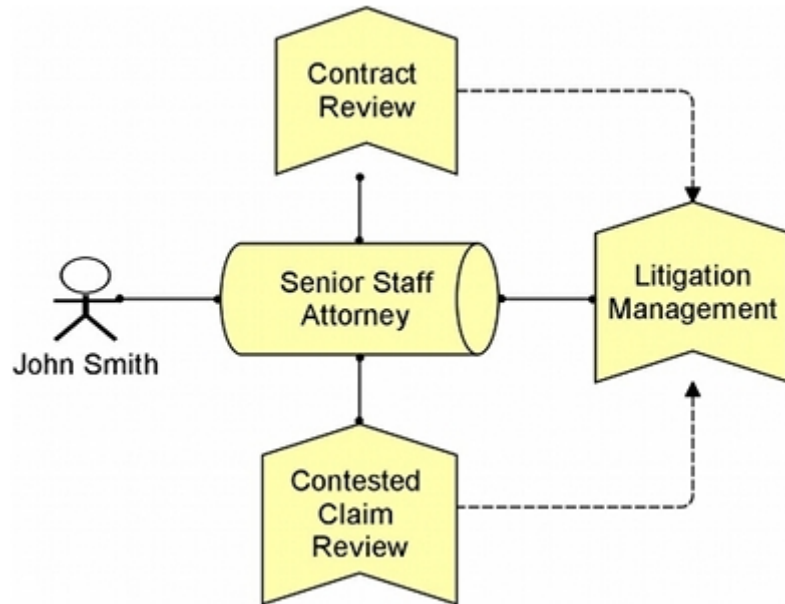 Contract
Review
Senior Staff
Attorney
Litigation
Management
John Smith
Contested
Claim
Review